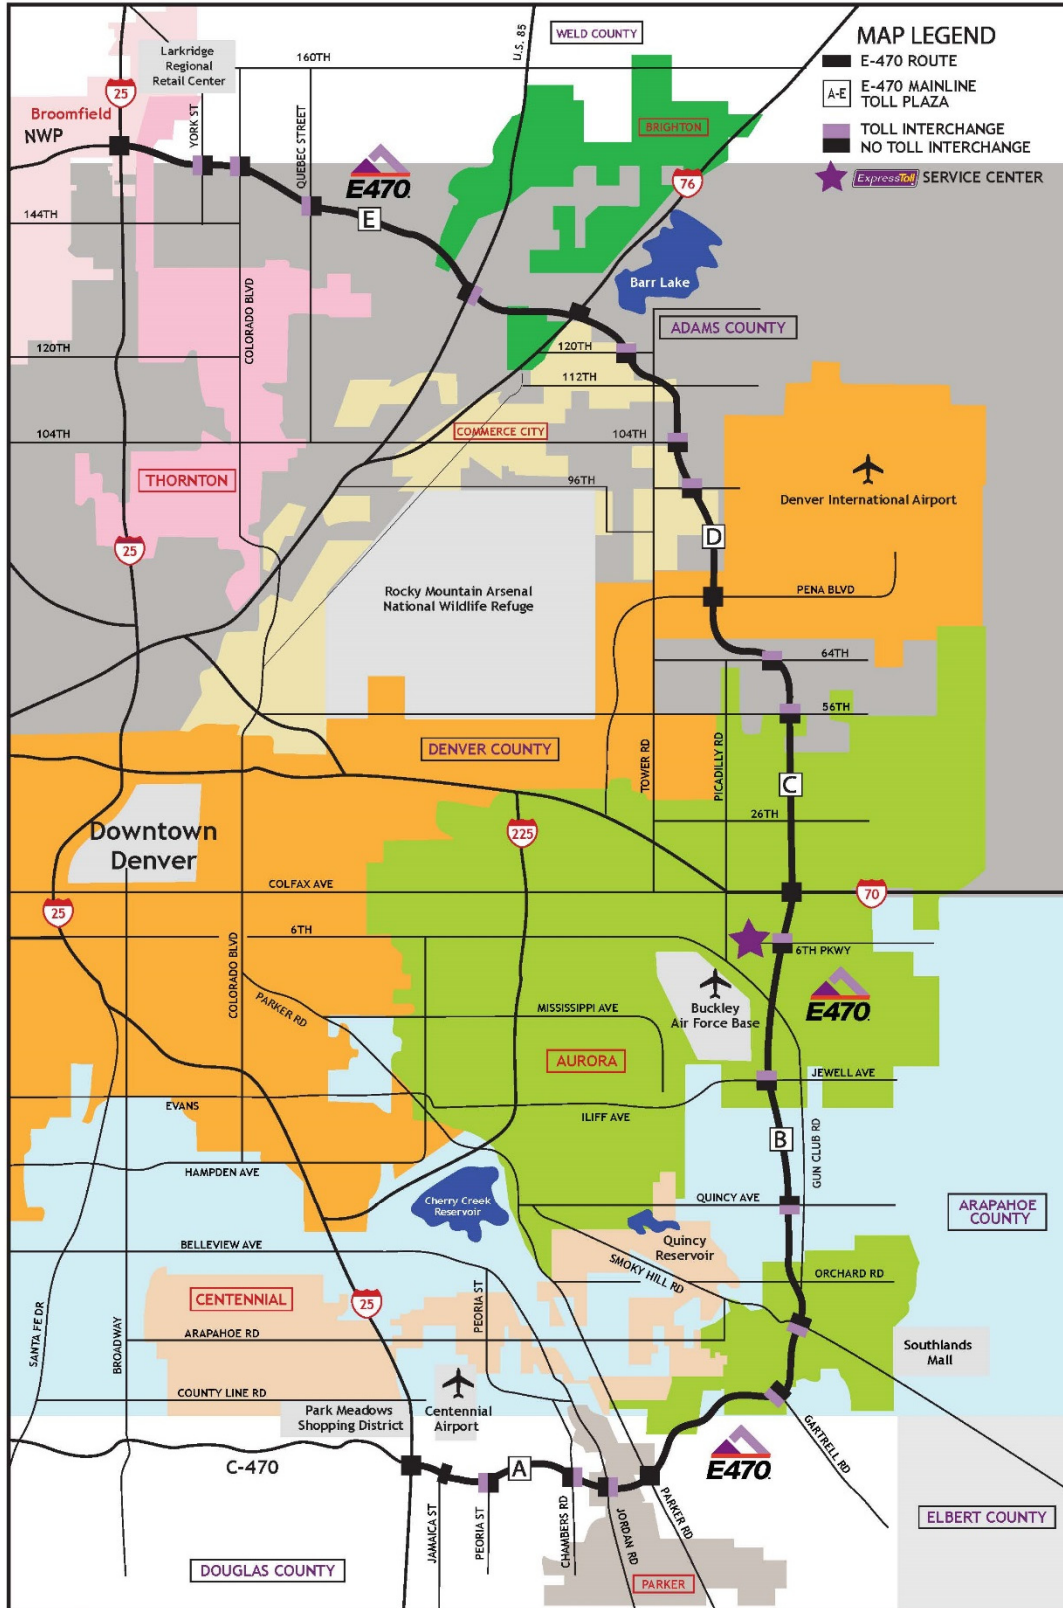 MAP LEGEND
E-470 ROUTE
A-E
E-470 MAINLINE
TOLL PLAZA
TOLL INTERCHANGE
NO TOLL INTERCHANGE
ExpressToll SERVICE CENTER
Larkridge
Regional
Retail Center
U.S. 85
WELD COUNTY
160TH
25
Broomfield
NWP
YORK ST
QUEBEC STREET
BRIGHTON
E470
76
144TH
E
Barr Lake
COLORADO BLVD
ADAMS COUNTY
120TH
120TH
112TH
104TH
COMMERCE CITY
104TH
THORNTON
96TH
Denver International Airport
25
D
Rocky Mountain Arsenal
National Wildlife Refuge
PENA BLVD
64TH
56TH
DENVER COUNTY
TOWER RD
PICADILLY RD
C
26TH
Downtown
Denver
225
COLFAX AVE
70
25
6TH
6TH PKWY
COLORADO BLVD
PARKER RD
E470
MISSISSIPPI AVE
Buckley
Air Force Base
AURORA
JEWELL AVE
EVANS
ILIFF AVE
B
GUN CLUB RD
HAMPDEN AVE
Cherry Creek
Reservoir
QUINCY AVE
ARAPAHOE
COUNTY
Quincy
Reservoir
BELLEVIEW AVE
SMOKY HILL RD
ORCHARD RD
CENTENNIAL
25
PEORIA ST
SANTA FE DR
BROADWAY
ARAPAHOE RD
Southlands
Mall
COUNTY LINE RD
Park Meadows
Shopping District
Centennial
Airport
GARTRELL RD
E470
C-470
A
JAMAICA ST
PEORIA ST
CHAMBERS RD
JORDAN RD
PARKER RD
ELBERT COUNTY
DOUGLAS COUNTY
PARKER